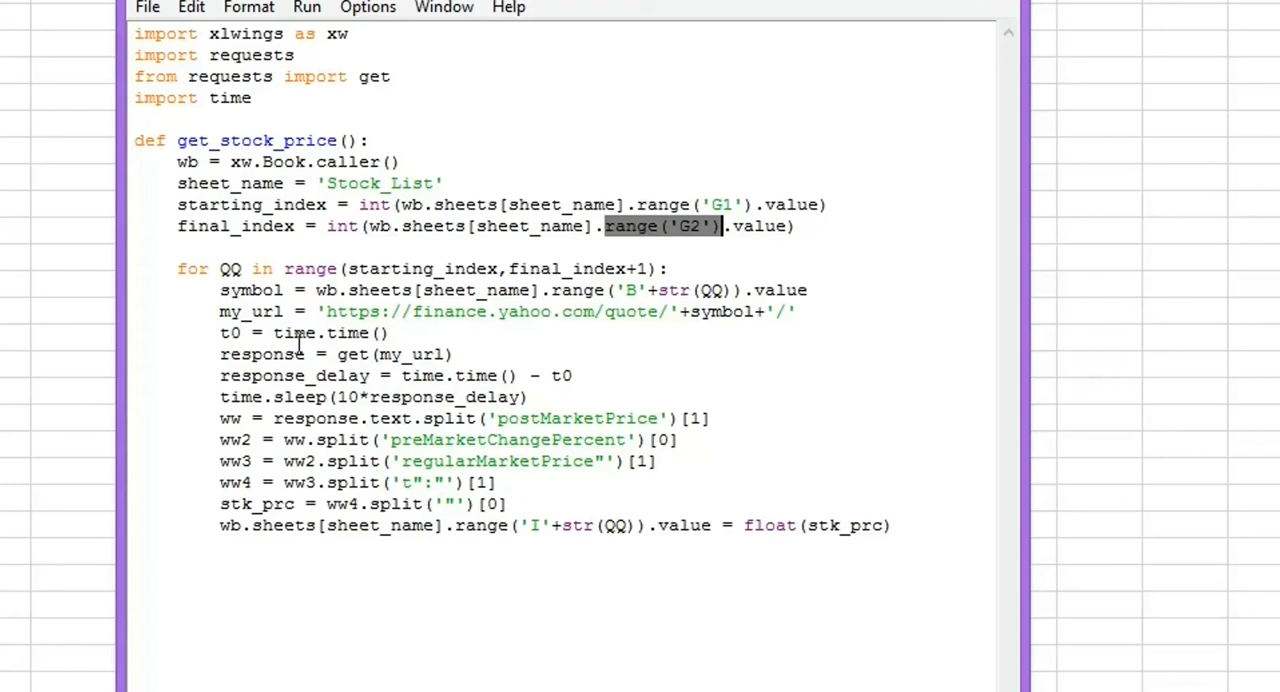 File Edit Format Run Options Window Help
import xlwings as xw
import requests
from requests import get
import time
def get_stock_price():
wb = xw.Book.caller()
sheet_name = 'Stock_List'
starting_index = int(wb.sheets[sheet_name].range('G1').value)
final_index = int(wb.sheets[sheet_name].range('G2').value)
for QQ in range(starting_index,final_index+1):
symbol = wb.sheets[sheet_name].range('B'+str(QQ)).value
my_url = 'https://finance.yahoo.com/quote/'+symbol+'/'
t0 = time.time()
response = get(my_url)
response_delay = time.time() - t0
time.sleep(10*response_delay)
ww = response.text.split('postMarketPrice')[1]
ww2 = ww.split('preMarketChangePercent')[0]
ww3 = ww2.split('regularMarketPrice"')[1]
ww4 = ww3.split('t":"')[1]
stk_prc = ww4.split('"')[0]
wb.sheets[sheet_name].range('I'+str(QQ)).value = float(stk_prc)